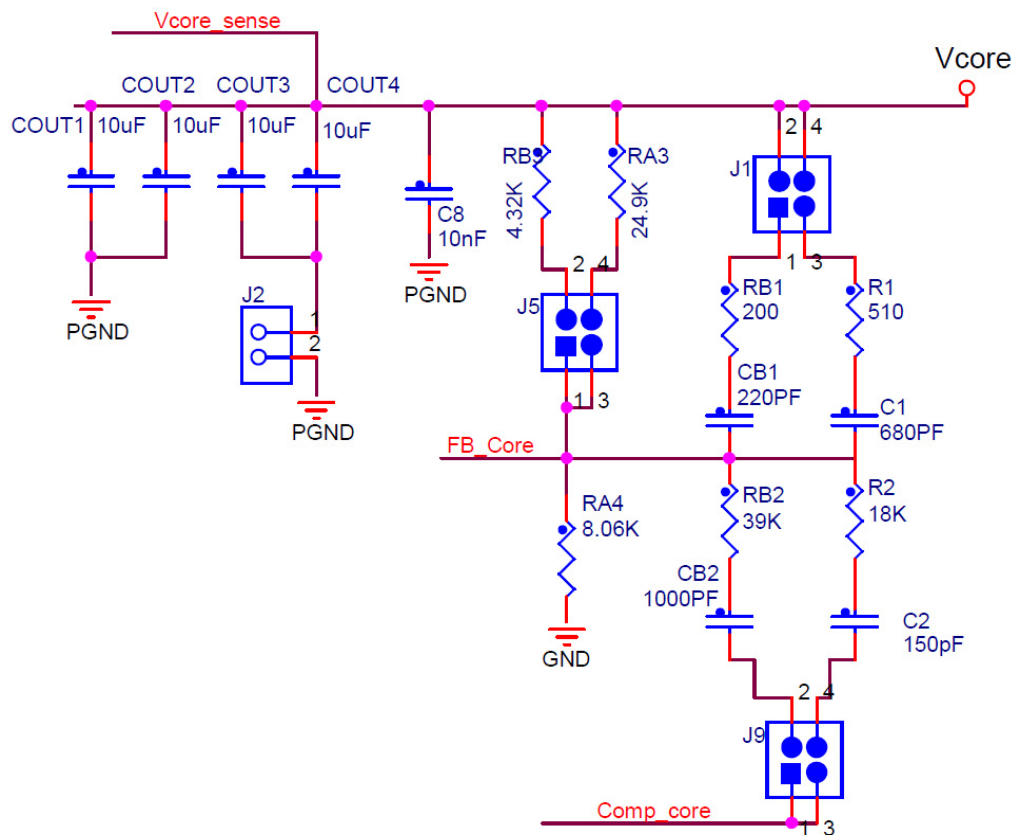 Vcore_sense
Vcore
COUT2
COUT3
COUT4
COUT1
10uF
10uF
10uF
10uF
2
4
RA3
4.32K
24.9K
J1
C8
10nF
PGND
PGND
J2
1
2
PGND
2
4
J5
1
3
1
3
RB1
200
R1
510
CB1
220PF
C1
680PF
FB_Core
RA4
8.06K
GND
RB2
39K
R2
18K
CB2
1000PF
C2
150pF
2
4
J9
Comp_core
1
3